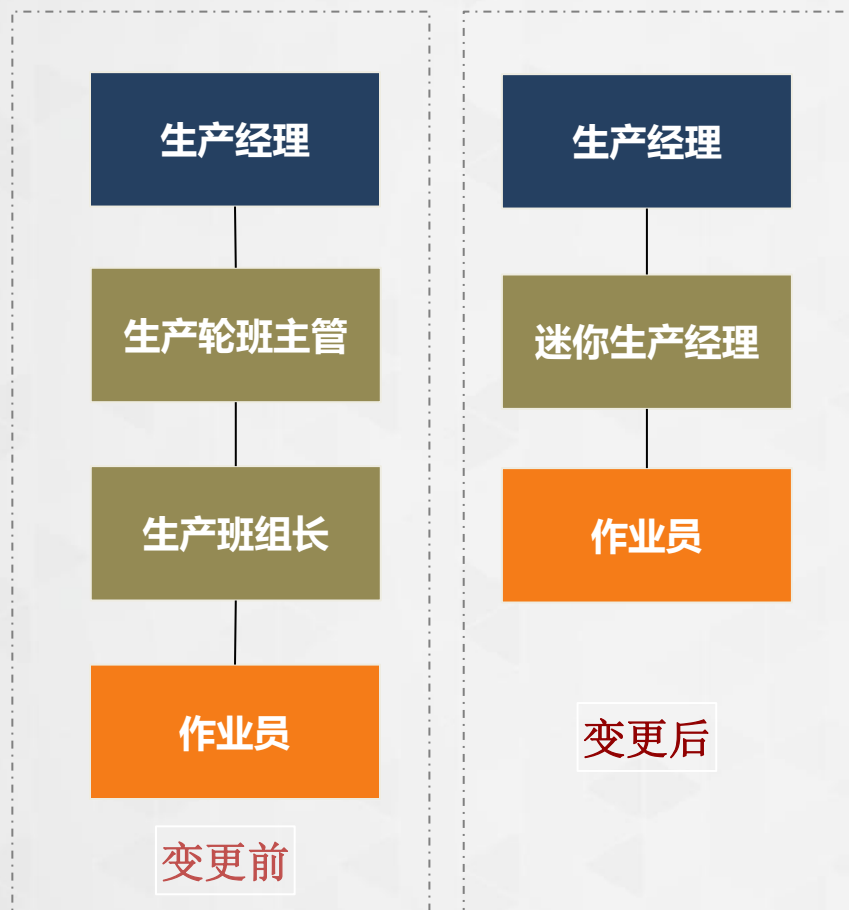 生产经理
生产轮班主管
生产班组长
作业员
变更前
生产经理
迷你生产经理
作业员
变更后